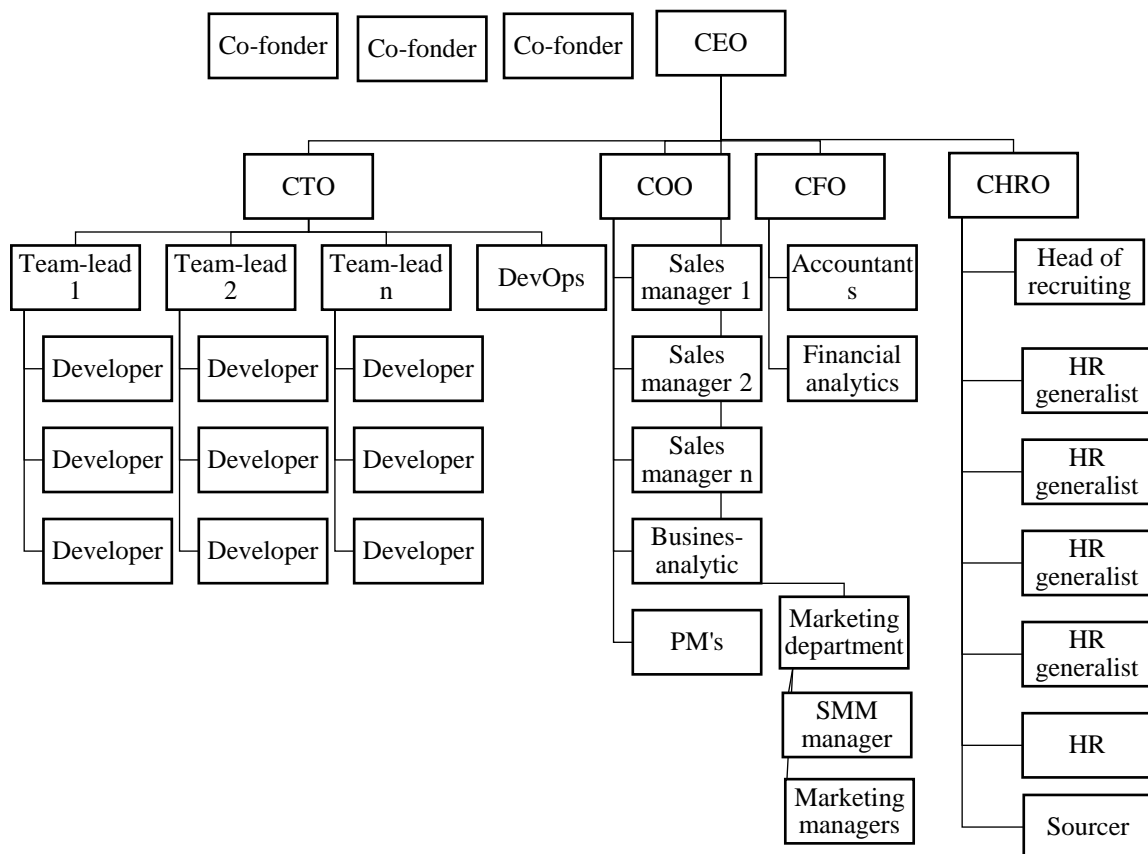 Co-fonder
Co-fonder
Co-fonder
CEO
CTO
COO
CFO
CHRO
Team-lead
1
Team-lead
2
Team-lead
n
DevOps
Sales
manager 1
Accountant
s
Head of
recruiting
Developer
Developer
Developer
Sales
manager 2
Financial
analytics
HR
generalist
Developer
Developer
Developer
Sales
manager n
HR
generalist
Developer
Developer
Developer
Busines-
analytic
HR
generalist
PM's
Marketing
department
HR
generalist
SMM
manager
HR
Marketing
managers
Sourcer